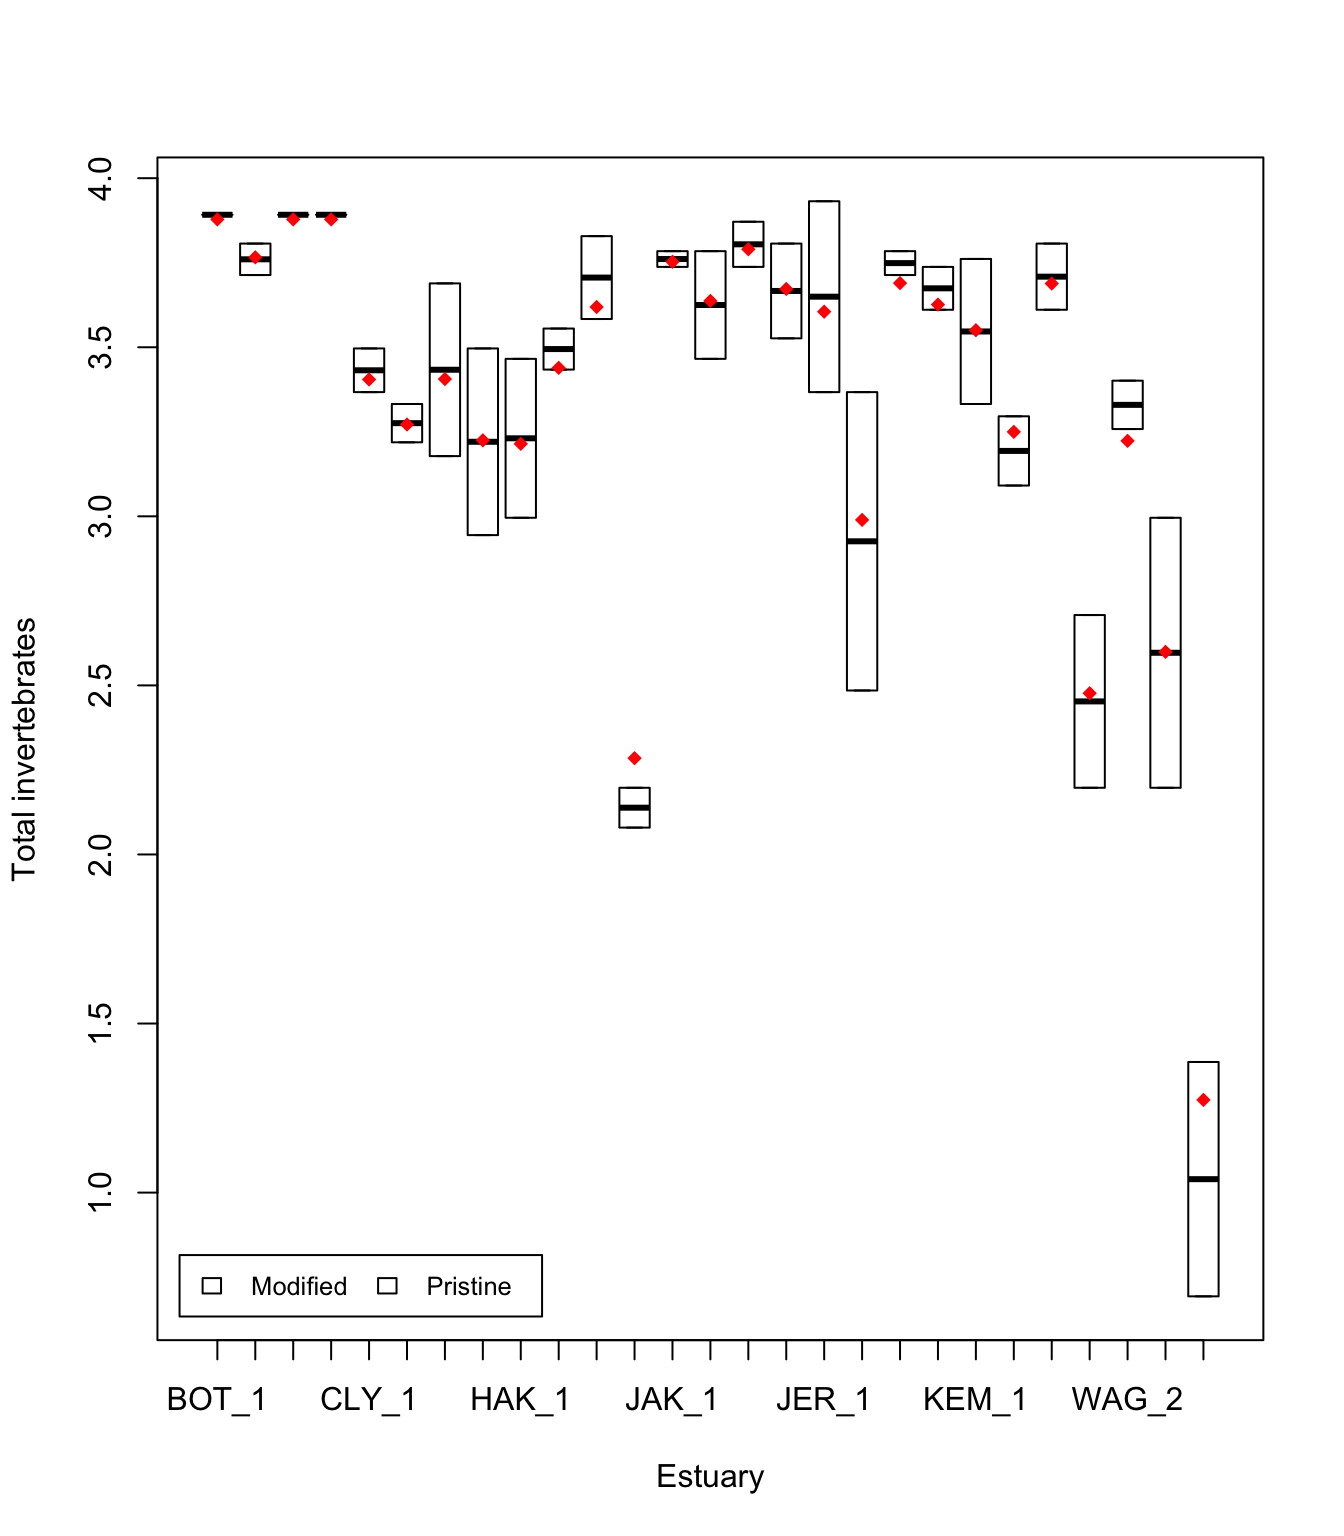 Total invertebrates
4.0
3.5
3.0
2.5
2.0
1.5
1.0
Modified Pristine
BOT_1 CLY_1 HAK_1 JAK_1 JER_1 KEM_1 WAG_2
Estuary